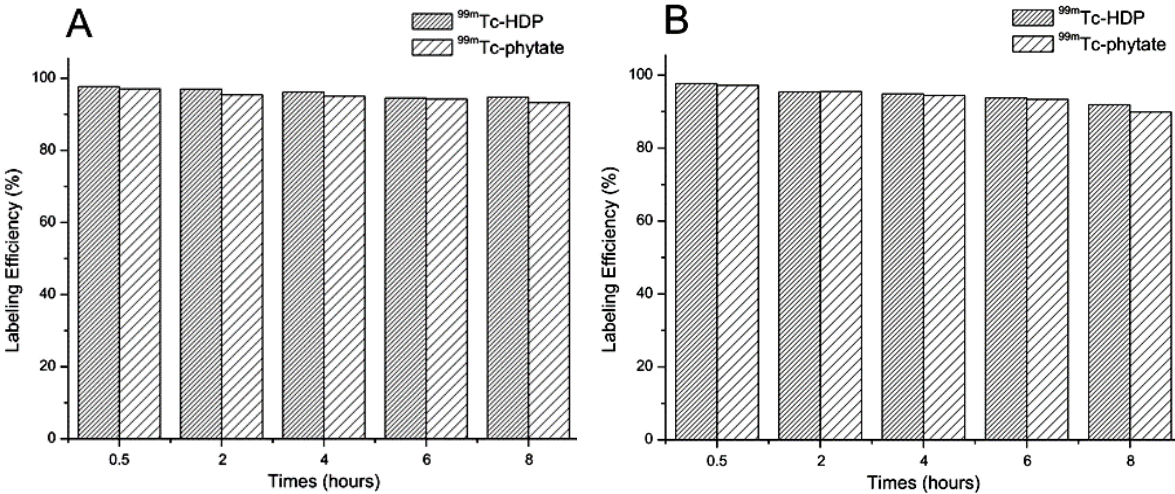 A
99mTc-HDP
99mTc-phytate
100
80
60
40
20
0
Labeling Efficiency (%)
0.5 2 4 6 8
Times (hours)
B
99mTc-HDP
99mTc-phytate
100
80
60
40
20
0
Labeling Efficiency (%)
0.5 2 4 6 8
Times (hours)